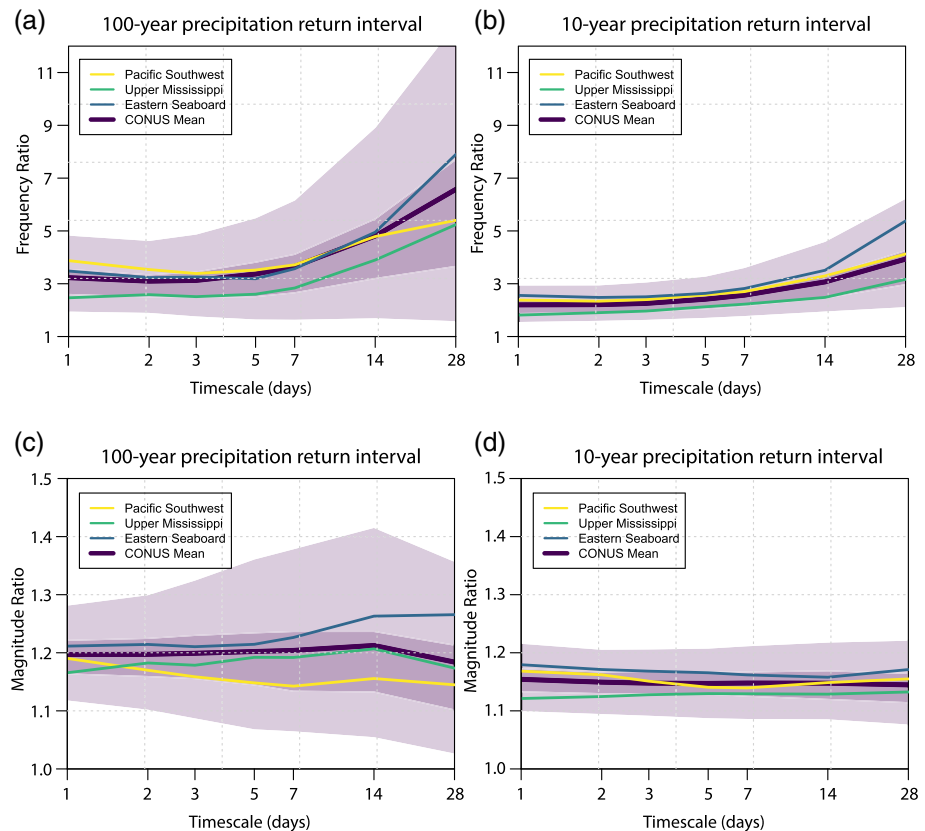 (a)
100-year precipitation return interval
Frequency Ratio
11
9
7
5
3
1
Pacific Southwest
Upper Mississippi
Eastern Seaboard
CONUS Mean
1 2 3 5 7 14 28
Timescale (days)
(b)
10-year precipitation return interval
Frequency Ratio
11
9
7
5
3
1
Pacific Southwest
Upper Mississippi
Eastern Seaboard
CONUS Mean
1 2 3 5 7 14 28
Timescale (days)
(c)
100-year precipitation return interval
Magnitude Ratio
1.5
1.4
1.3
1.2
1.1
1.0
Pacific Southwest
Upper Mississippi
Eastern Seaboard
CONUS Mean
1 2 3 5 7 14 28
Timescale (days)
(d)
10-year precipitation return interval
Magnitude Ratio
1.5
1.4
1.3
1.2
1.1
1.0
Pacific Southwest
Upper Mississippi
Eastern Seaboard
CONUS Mean
1 2 3 5 7 14 28
Timescale (days)